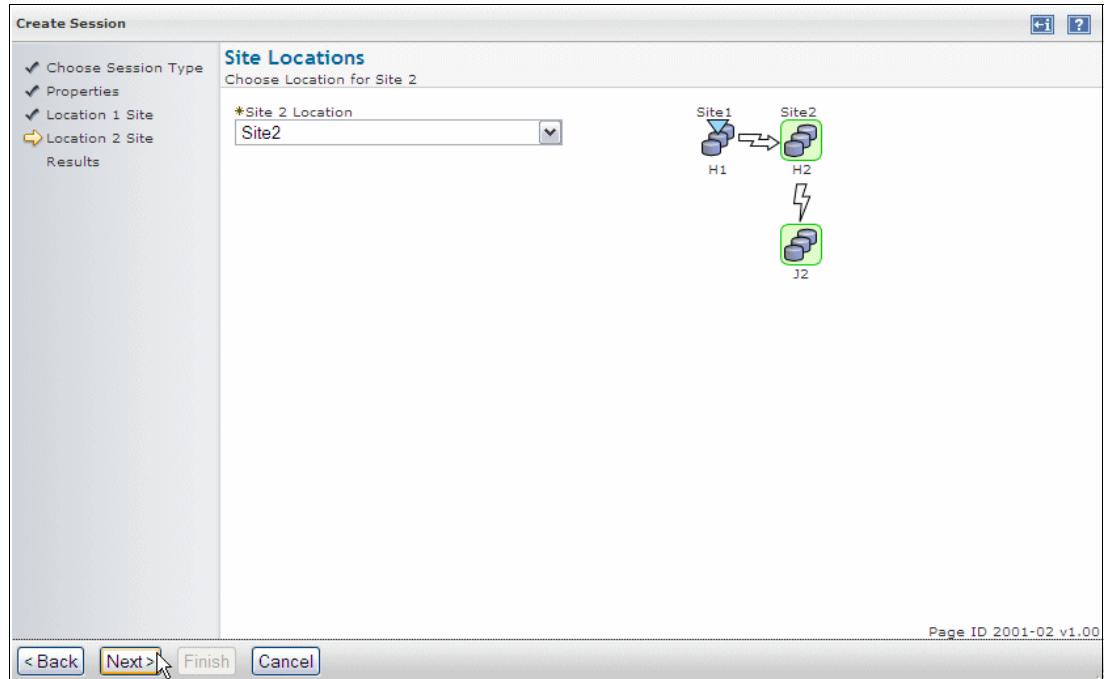 Create Session
?
Choose Session Type
Properties
Location 1 Site
Location 2 Site
Results
Site Locations
Choose Location for Site 2
*Site 2 Location
Site2
Site1 Site2
H1 H2
J2
Page ID 2001-02 v1.00
< Back Next > Finish Cancel